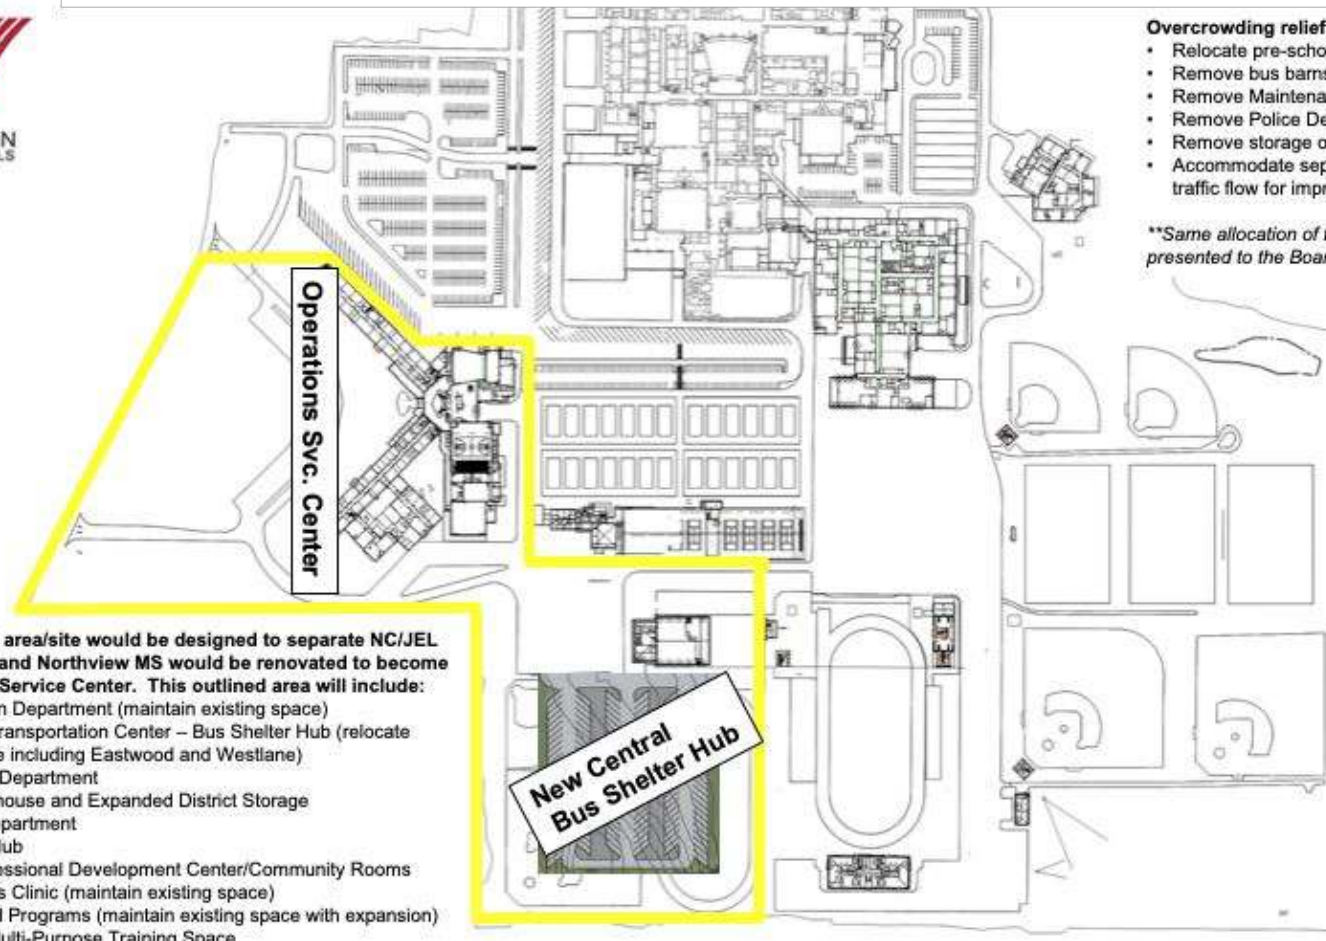 N
LS
Overcrowding relief
• Relocate pre-scho
• Remove bus barns
• Remove Maintena
• Remove Police De
• Remove storage o
• Accommodate sep
traffic flow for impr
**Same allocation of
presented to the Boar
Operations Svc. Center
area/site would be designed to separate NC/JEL
and Northview MS would be renovated to become
Service Center. This outlined area will include:
n Department (maintain existing space)
ransportation Center – Bus Shelter Hub (relocate
e including Eastwood and Westlane)
Department
house and Expanded District Storage
partment
ub
essional Development Center/Community Rooms
s Clinic (maintain existing space)
l Programs (maintain existing space with expansion)
Multi-Purpose Training Space
New Central
Bus Shelter Hub